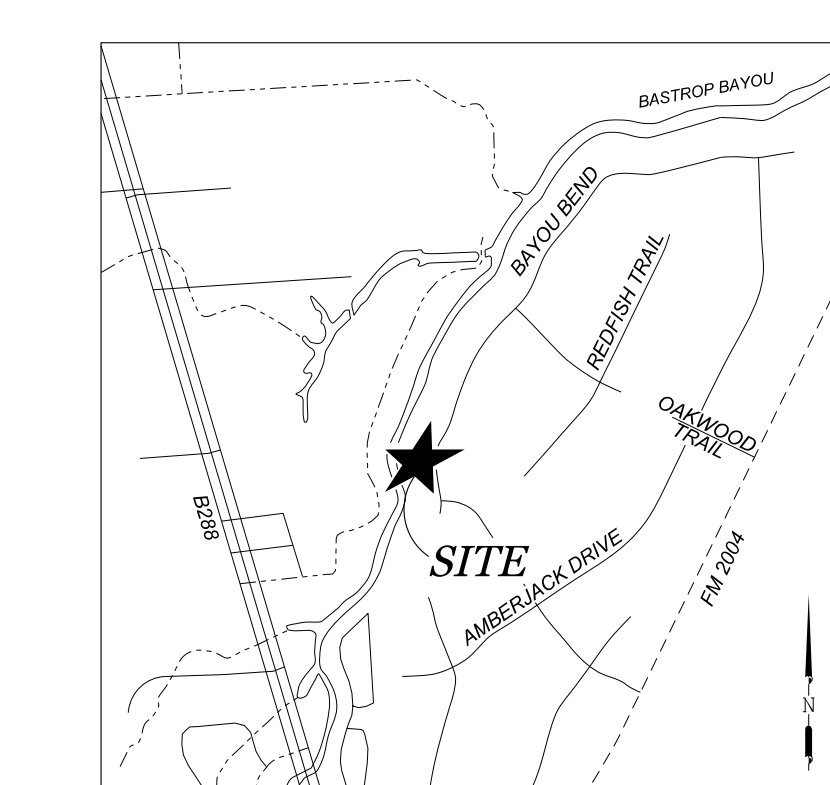 BASTROP BAYOU
BAYOU BEND
REDFISH TRAIL
OAKWOOD
TRAIL
B288
FM 2004
SITE
AMBERJACK DRIVE
N